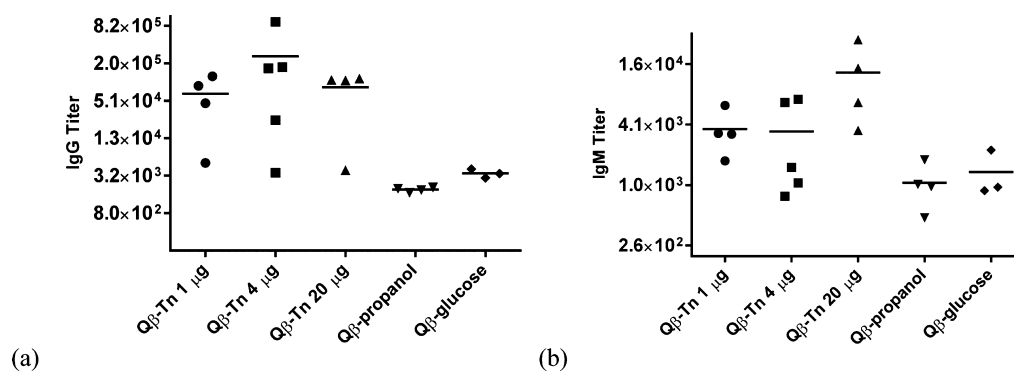 IgG Titer
8.2×10⁵
2.0×10⁵
5.1×10⁴
1.3×10⁴
3.2×10³
8.0×10²
Qβ-Tn 1 μg
Qβ-Tn 4 μg
Qβ-Tn 20 μg
Qβ-propanol
Qβ-glucose
(a)
IgM Titer
1.6×10⁴
4.1×10³
1.0×10³
2.6×10²
Qβ-Tn 1 μg
Qβ-Tn 4 μg
Qβ-Tn 20 μg
Qβ-propanol
Qβ-glucose
(b)